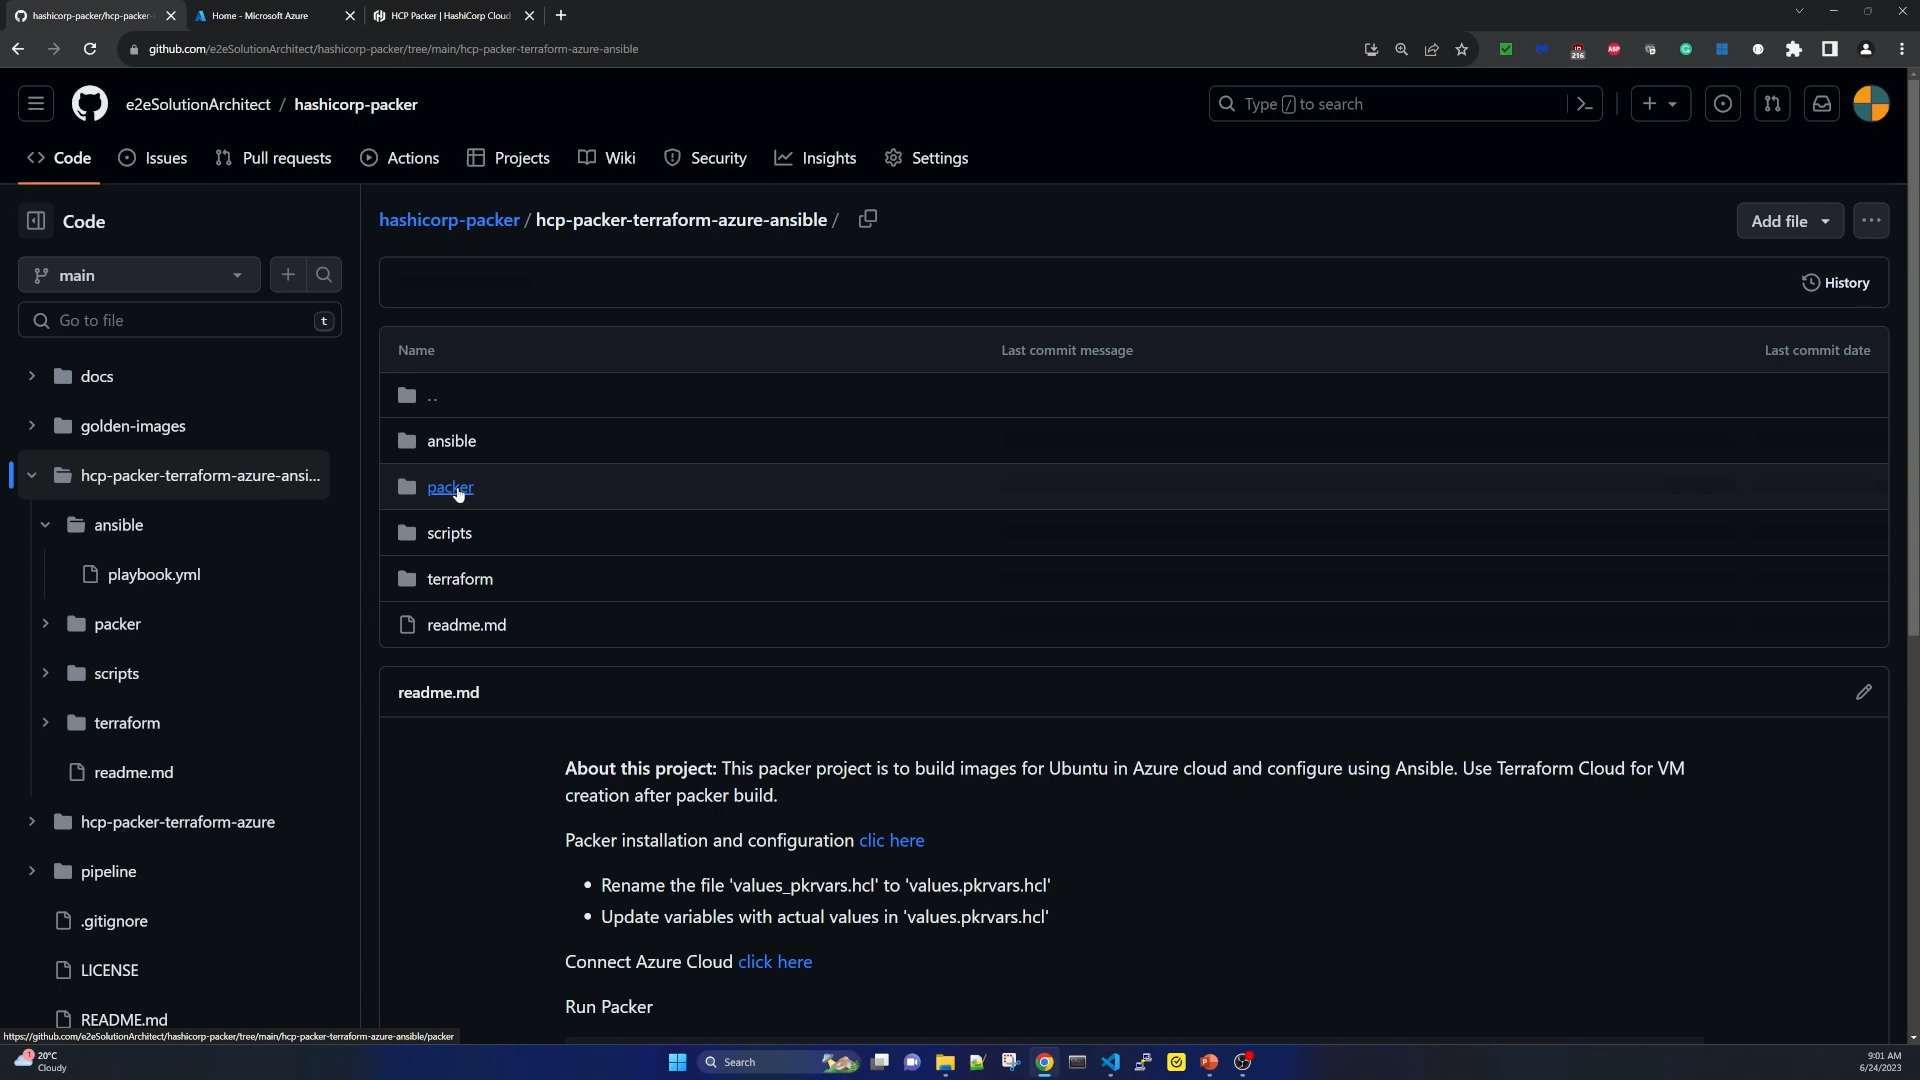 hashicorp-packer/hcp-packer-
Home - Microsoft Azure
HCP Packer | HashiCorp Cloud
github.com/e2eSolutionArchitect/hashicorp-packer/tree/main/hcp-packer-terraform-azure-ansible
216
ABP
e2eSolutionArchitect / hashicorp-packer
Type / to search
Code
Issues
Pull requests
Actions
Projects
Wiki
Security
Insights
Settings
Code
main
Go to file
t
docs
golden-images
hcp-packer-terraform-azure-ansi...
ansible
playbook.yml
packer
scripts
terraform
readme.md
hcp-packer-terraform-azure
pipeline
.gitignore
LICENSE
README.md
hashicorp-packer / hcp-packer-terraform-azure-ansible /
Add file
History
Name
Last commit message
Last commit date
..
ansible
packer
scripts
terraform
readme.md
readme.md
About this project: This packer project is to build images for Ubuntu in Azure cloud and configure using Ansible. Use Terraform Cloud for VM
creation after packer build.
Packer installation and configuration clic here
• Rename the file 'values_pkrvars.hcl' to 'values.pkrvars.hcl'
• Update variables with actual values in 'values.pkrvars.hcl'
Connect Azure Cloud click here
Run Packer
https://github.com/e2eSolutionArchitect/hashicorp-packer/tree/main/hcp-packer-terraform-azure-ansible/packer
1
20°C
Cloudy
Search
9:01 AM
6/24/2023